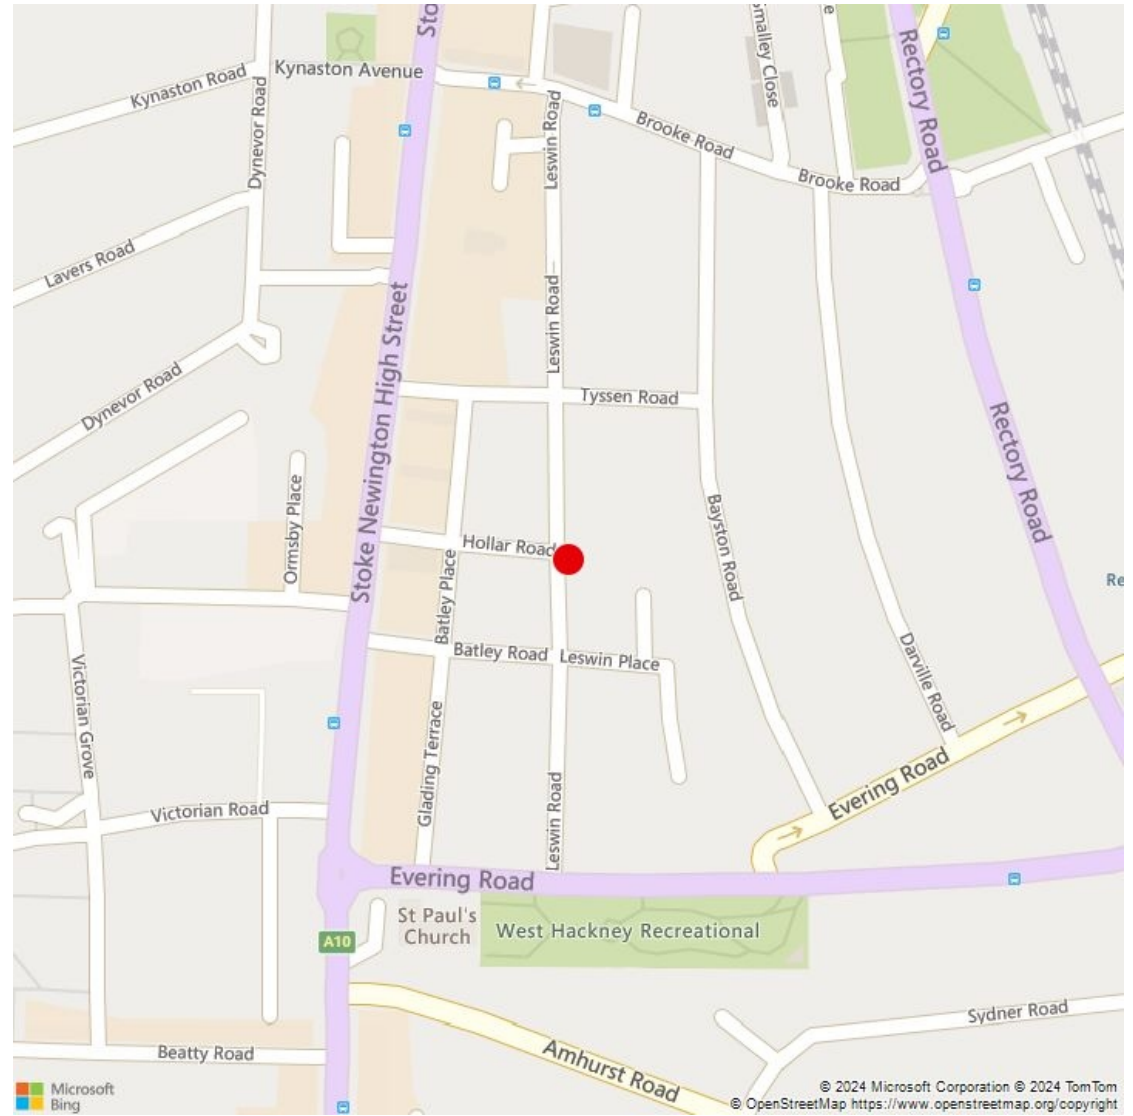 Sto
omalley Close
e
Rectory Road
Kynaston Avenue
Kynaston Road
Dynevor Road
Leswin Road
Brooke Road
Brooke Road
Lavers Road
Leswin Road
Stoke Newington High Street
Dynevor Road
Tyssen Road
Rectory Road
Ormsby Place
Hollar Road
Bayston Road
Batley Place
Re
Batley Road
Leswin Place
Darville Road
Victorian Grove
Glading Terrace
Evering Road
Victorian Road
Leswin Road
Evering Road
St Paul's
Church
West Hackney Recreational
A10
Sydner Road
Beatty Road
Amhurst Road
Microsoft
Bing
© 2024 Microsoft Corporation © 2024 TomTom
© OpenStreetMap https://www.openstreetmap.org/copyright